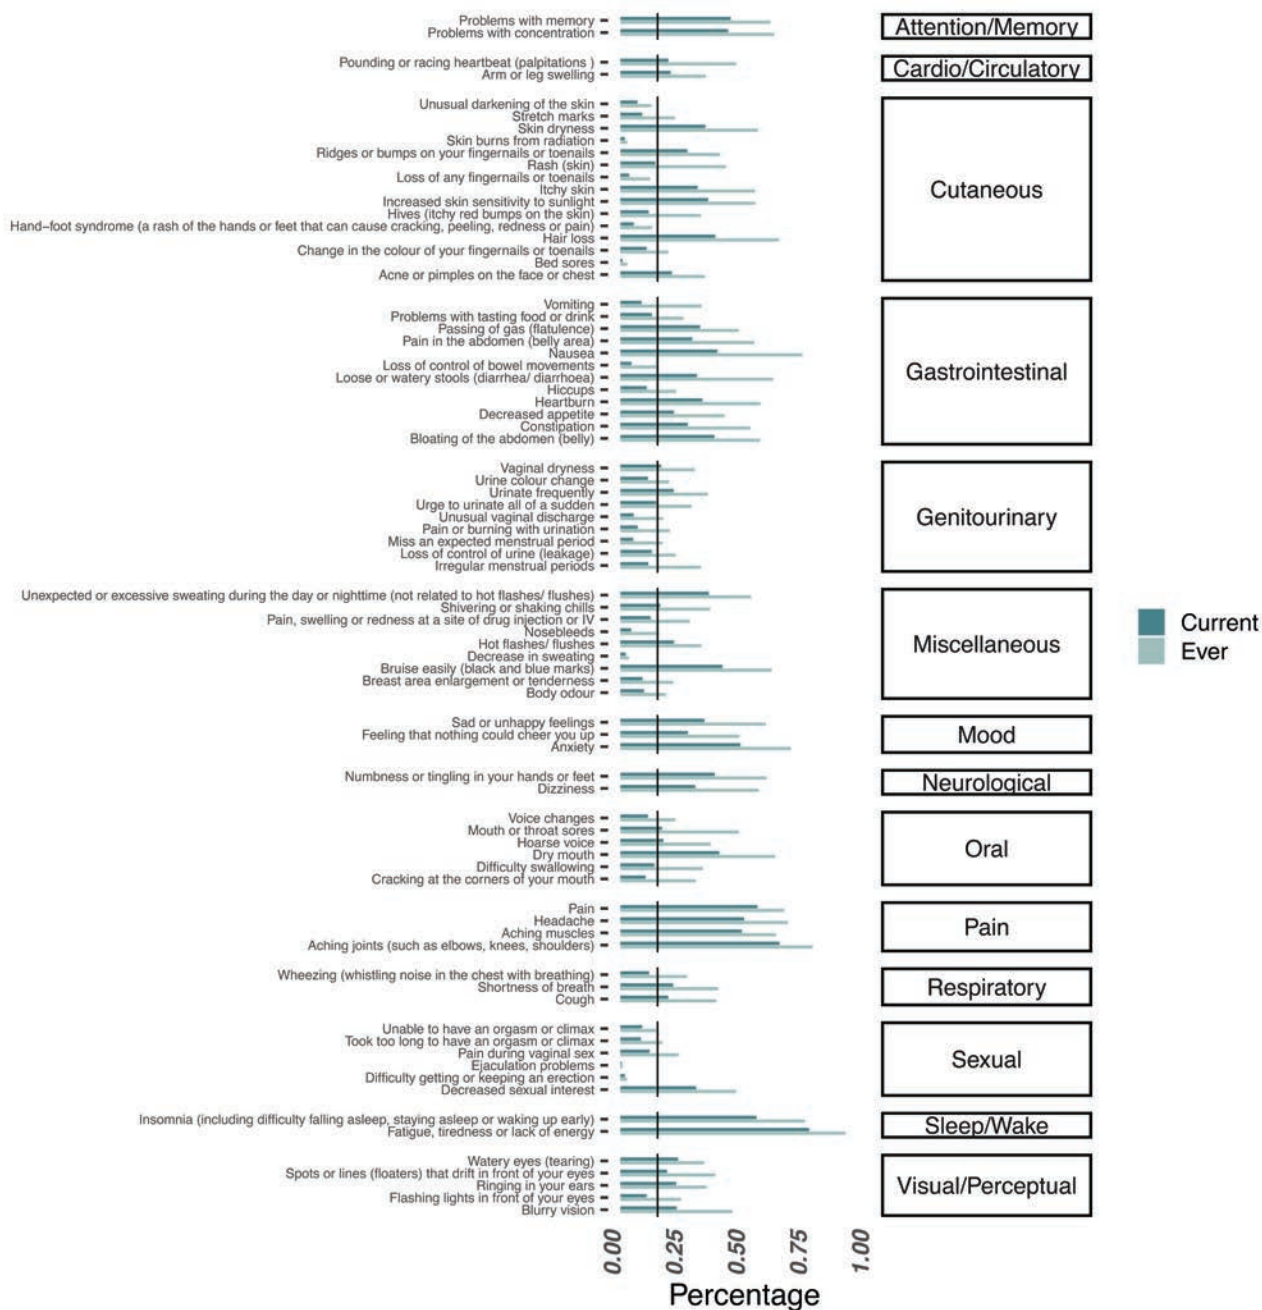 Problems with memory
Problems with concentration
Attention/Memory
Pounding or racing heartbeat (palpitations )
Arm or leg swelling
Cardio/Circulatory
Unusual darkening of the skin
Stretch marks
Skin dryness
Skin burns from radiation
Ridges or bumps on your fingernails or toenails
Rash (skin)
Loss of any fingernails or toenails
Itchy skin
Increased skin sensitivity to sunlight
Hives (itchy red bumps on the skin)
Hand–foot syndrome (a rash of the hands or feet that can cause cracking, peeling, redness or pain)
Hair loss
Change in the colour of your fingernails or toenails
Bed sores
Acne or pimples on the face or chest
Cutaneous
Vomiting
Problems with tasting food or drink
Passing of gas (flatulence)
Pain in the abdomen (belly area)
Nausea
Loss of control of bowel movements
Loose or watery stools (diarrhea/ diarrhoea)
Hiccups
Heartburn
Decreased appetite
Constipation
Bloating of the abdomen (belly)
Gastrointestinal
Vaginal dryness
Urine colour change
Urinate frequently
Urge to urinate all of a sudden
Unusual vaginal discharge
Pain or burning with urination
Miss an expected menstrual period
Loss of control of urine (leakage)
Irregular menstrual periods
Genitourinary
Unexpected or excessive sweating during the day or nighttime (not related to hot flashes/ flushes)
Shivering or shaking chills
Pain, swelling or redness at a site of drug injection or IV
Nosebleeds
Hot flashes/ flushes
Decrease in sweating
Bruise easily (black and blue marks)
Breast area enlargement or tenderness
Body odour
Miscellaneous
Current
Ever
Sad or unhappy feelings
Feeling that nothing could cheer you up
Anxiety
Mood
Numbness or tingling in your hands or feet
Dizziness
Neurological
Voice changes
Mouth or throat sores
Hoarse voice
Dry mouth
Difficulty swallowing
Cracking at the corners of your mouth
Oral
Pain
Headache
Aching muscles
Aching joints (such as elbows, knees, shoulders)
Pain
Wheezing (whistling noise in the chest with breathing)
Shortness of breath
Cough
Respiratory
Unable to have an orgasm or climax
Took too long to have an orgasm or climax
Pain during vaginal sex
Ejaculation problems
Difficulty getting or keeping an erection
Decreased sexual interest
Sexual
Insomnia (including difficulty falling asleep, staying asleep or waking up early)
Fatigue, tiredness or lack of energy
Sleep/Wake
Watery eyes (tearing)
Spots or lines (floaters) that drift in front of your eyes
Ringing in your ears
Flashing lights in front of your eyes
Blurry vision
Visual/Perceptual
0.00
0.25
0.50
0.75
1.00
Percentage